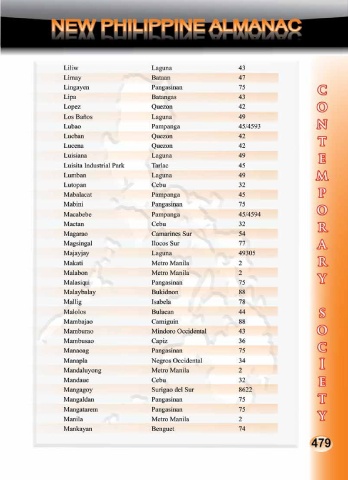 NEW PHILIPPINE ALMANAC
Liliw Laguna 43
Limay Bataan 47
Lingayen Pangasinan 75
Lipa Batangas 43
Lopez Quezon 42
Los Baños Laguna 49
Lubao Pampanga 45/4593
Lucban Quezon 42
Lucena Quezon 42
Luisiana Laguna 49
Luisita Industrial Park Tarlac 45
Lumban Laguna 49
Lutopan Cebu 32
Mabalacat Pampanga 45
Mabini Pangasinan 75
Macabebe Pampanga 45/4594
Mactan Cebu 32
Magarao Camarines Sur 54
Magsingal Ilocos Sur 77
Majayjay Laguna 49305
Makati Metro Manila 2
Malabon Metro Manila 2
Malasiqui Pangasinan 75
Malaybalay Bukidnon 88
Mallig Isabela 78
Malolos Bulacan 44
Mambajao Camiguin 88
Mamburao Mindoro Occidental 43
Mambusao Capiz 36
Manaoag Pangasinan 75
Manapla Negros Occidental 34
Mandaluyong Metro Manila 2
Mandaue Cebu 32
Mangagoy Surigao del Sur 8622
Mangaldan Pangasinan 75
Mangatarem Pangasinan 75
Manila Metro Manila 2
Mankayan Benguet 74
CONTEMPORARY SOCIETY
479